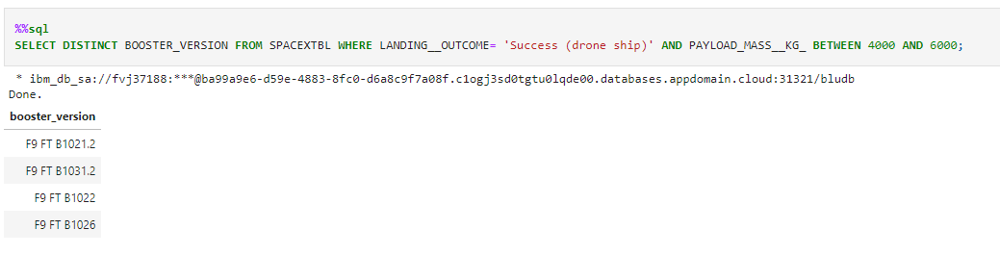 %%sql
SELECT DISTINCT BOOSTER_VERSION FROM SPACEXTBL WHERE LANDING__OUTCOME= 'Success (drone ship)' AND PAYLOAD_MASS__KG_ BETWEEN 4000 AND 6000;
* ibm_db_sa://fvj37188:***@ba99a9e6-d59e-4883-8fc0-d6a8c9f7a08f.c1ogj3sd0tgtu0lqde00.databases.appdomain.cloud:31321/bludb
Done.
booster_version
F9 FT B1021.2
F9 FT B1031.2
F9 FT B1022
F9 FT B1026